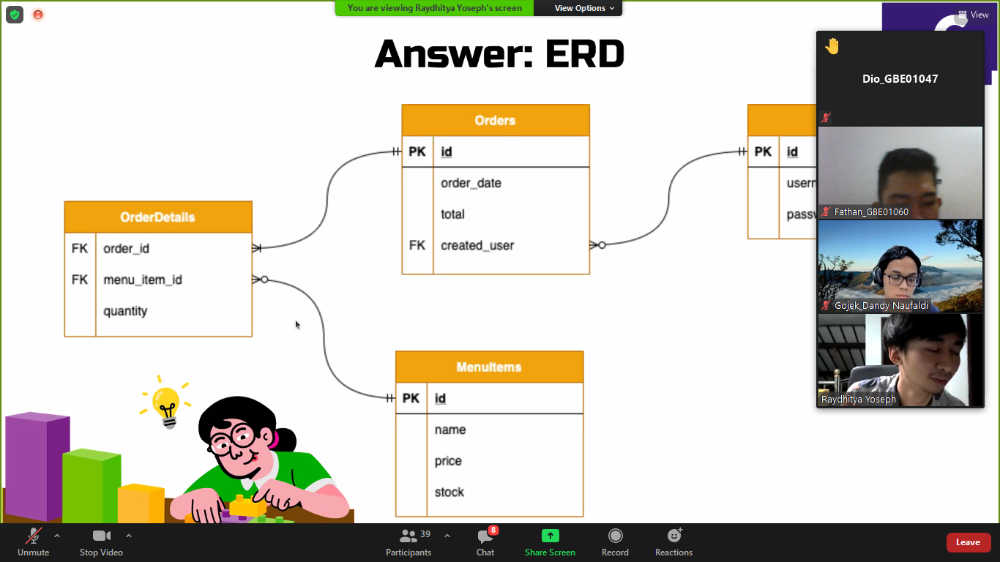 You are viewing Raydhitya Yoseph's screen
View Options
View
Answer: ERD
Dio_GBE01047
Fathan_GBE01060
Gojek_Dandy Naufaldi
Raydhitya Yoseph
Orders
PK id
order_date
total
FK created_user
PK id
usern
passw
OrderDetails
FK order_id
FK menu_item_id
quantity
MenuItems
PK id
name
price
stock
Unmute
Stop Video
Participants 39
Chat 8
Share Screen
Record
Reactions
Leave